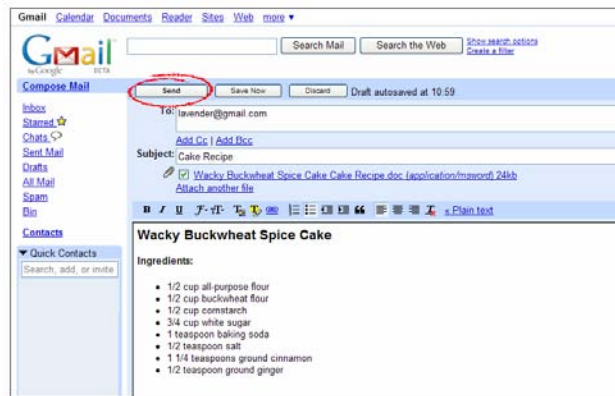 Gmail Calendar Documents Reader Sites Web more ▼
Gmail
by Google BETA
Search Mail Search the Web Show search options
Create a filter
Compose Mail
Inbox
Starred
Chats
Sent Mail
Drafts
All Mail
Spam
Bin
Contacts
▼ Quick Contacts
Search, add, or invite
Send Save Now Discard Draft autosaved at 10:59
To: lavender@gmail.com
Add Cc | Add Bcc
Subject: Cake Recipe
Wacky Buckwheat Spice Cake Cake Recipe.doc (application/msword) 24kb
Attach another file
B I U « Plain text
Wacky Buckwheat Spice Cake
Ingredients:
• 1/2 cup all-purpose flour
• 1/2 cup buckwheat flour
• 1/2 cup cornstarch
• 3/4 cup white sugar
• 1 teaspoon baking soda
• 1/2 teaspoon salt
• 1 1/4 teaspoons ground cinnamon
• 1/2 teaspoon ground ginger